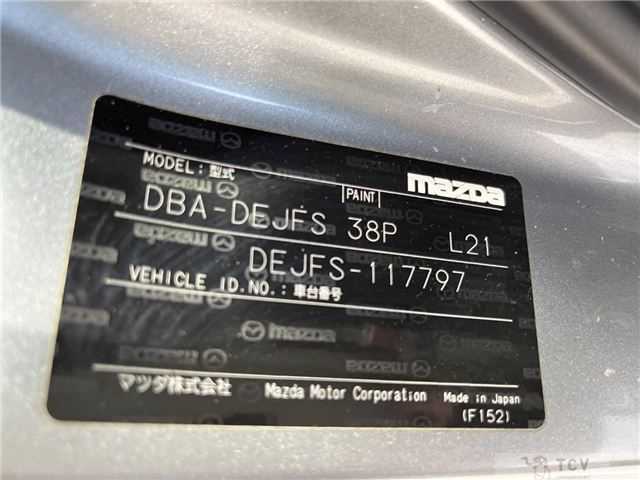 MODEL: 型式 PAINT mazda
DBA-DEJFS 38P L21
DEJFS-117797
VEHICLE ID.NO.: 車台番号
mazda
マツダ株式会社 Mazda Motor Corporation Made in Japan
(F152)
TCV